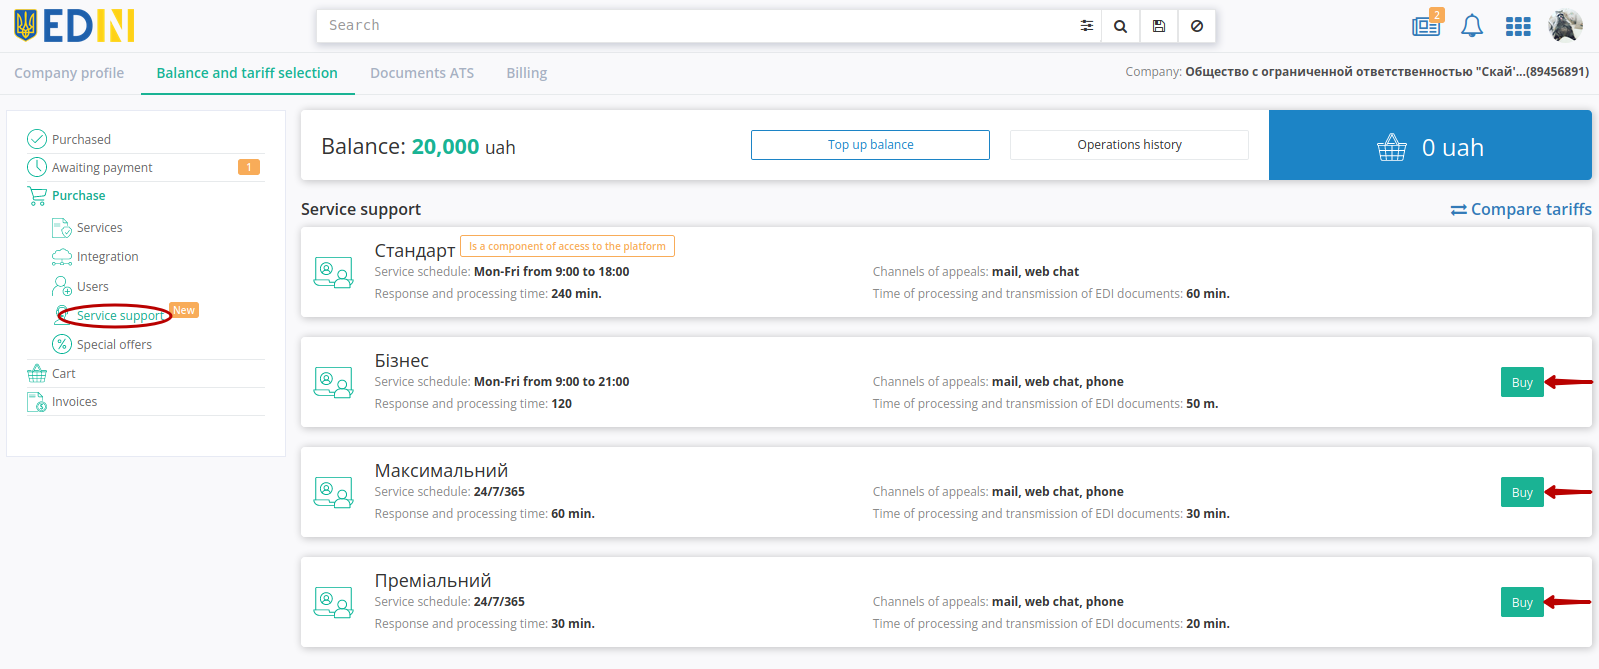 EDIN
Search
2
Company profile
Balance and tariff selection
Documents ATS
Billing
Company: Общество с ограниченной ответственностью "Скай'...(89456891)
Purchased
Awaiting payment 1
Purchase
Services
Integration
Users
Service support New
Special offers
Cart
Invoices
Balance: 20,000 uah
Top up balance
Operations history
0 uah
Service support
Compare tariffs
Стандарт Is a component of access to the platform
Service schedule: Mon-Fri from 9:00 to 18:00
Channels of appeals: mail, web chat
Response and processing time: 240 min.
Time of processing and transmission of EDI documents: 60 min.
Бізнес
Service schedule: Mon-Fri from 9:00 to 21:00
Channels of appeals: mail, web chat, phone
Buy
Response and processing time: 120
Time of processing and transmission of EDI documents: 50 m.
Максимальний
Service schedule: 24/7/365
Channels of appeals: mail, web chat, phone
Buy
Response and processing time: 60 min.
Time of processing and transmission of EDI documents: 30 min.
Преміальний
Service schedule: 24/7/365
Channels of appeals: mail, web chat, phone
Buy
Response and processing time: 30 min.
Time of processing and transmission of EDI documents: 20 min.